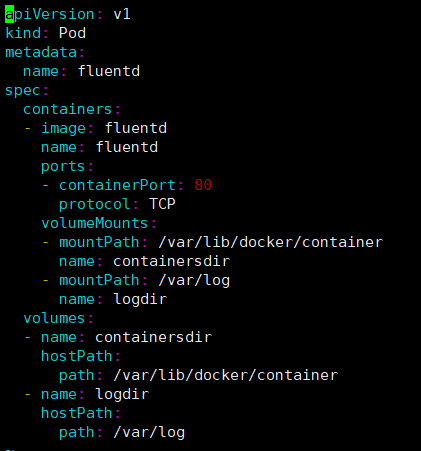 apiVersion: v1
kind: Pod
metadata:
  name: fluentd
spec:
  containers:
  - image: fluentd
    name: fluentd
    ports:
    - containerPort: 80
      protocol: TCP
    volumeMounts:
    - mountPath: /var/lib/docker/container
      name: containersdir
    - mountPath: /var/log
      name: logdir
  volumes:
  - name: containersdir
    hostPath:
      path: /var/lib/docker/container
  - name: logdir
    hostPath:
      path: /var/log